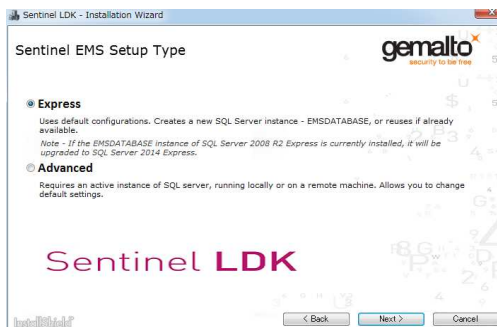 Sentinel LDK - Installation Wizard
Sentinel EMS Setup Type
gemalto
security to be free
Express
Uses default configurations. Creates a new SQL Server instance - EMSDATABASE, or reuses if already
available.
Note - If the EMSDATABASE instance of SQL Server 2008 R2 Express is currently installed, it will be
upgraded to SQL Server 2014 Express.
Advanced
Requires an active instance of SQL server, running locally or on a remote machine. Allows you to change
default settings.
Sentinel LDK
InstallShield
< Back Next > Cancel